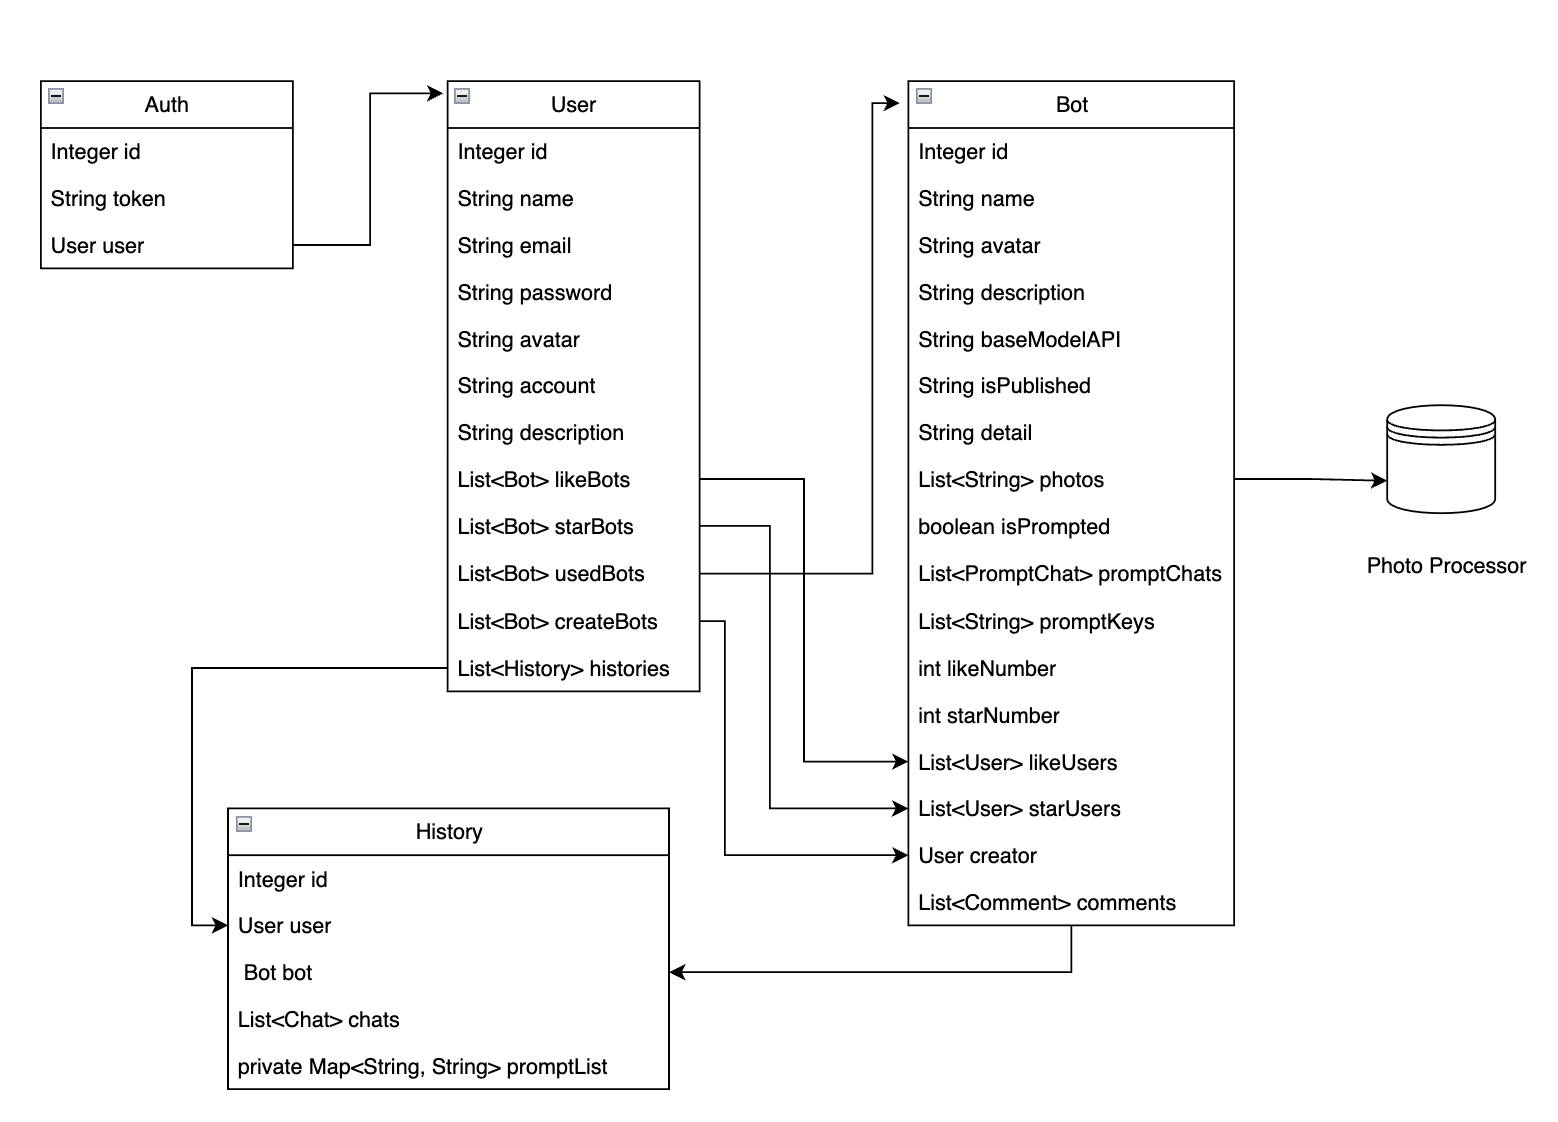 Auth
Integer id
String token
User user
User
Integer id
String name
String email
String password
String avatar
String account
String description
List<Bot> likeBots
List<Bot> starBots
List<Bot> usedBots
List<Bot> createBots
List<History> histories
Bot
Integer id
String name
String avatar
String description
String baseModelAPI
String isPublished
String detail
List<String> photos
boolean isPrompted
List<PromptChat> promptChats
List<String> promptKeys
int likeNumber
int starNumber
List<User> likeUsers
List<User> starUsers
User creator
List<Comment> comments
Photo Processor
History
Integer id
User user
Bot bot
List<Chat> chats
private Map<String, String> promptList